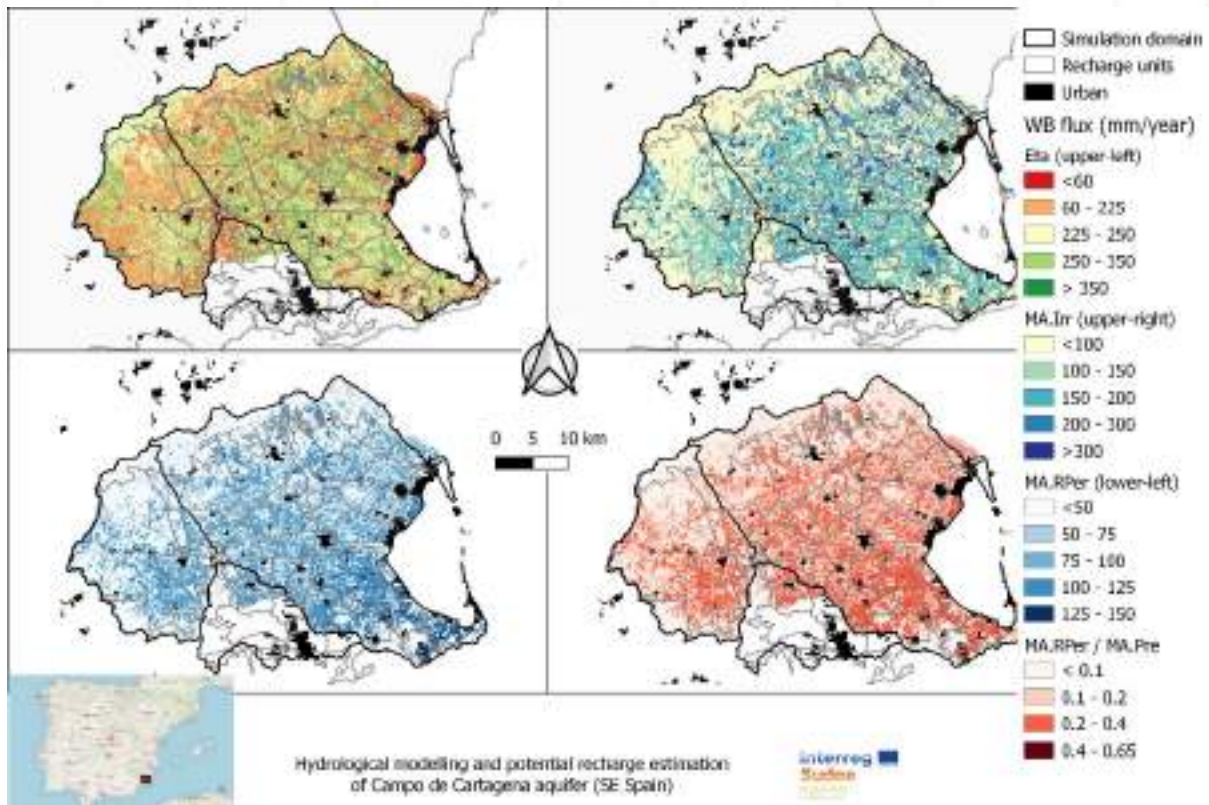 Simulation domain
Recharge units
Urban
WB flux (mm/year)
Eta (upper-left)
<60
60 - 225
225 - 250
250 - 350
> 350
MA.Irr (upper-right)
<100
100 - 150
150 - 200
200 - 300
>300
MA.RPer (lower-left)
<50
50 - 75
75 - 100
100 - 125
125 - 150
MA.RPer / MA.Pre
< 0.1
0.1 - 0.2
0.2 - 0.4
0.4 - 0.65
0 5 10 km
Hydrological modelling and potential recharge estimation
of Campo de Cartagena aquifer (SE Spain)
Interreg
Sudoe